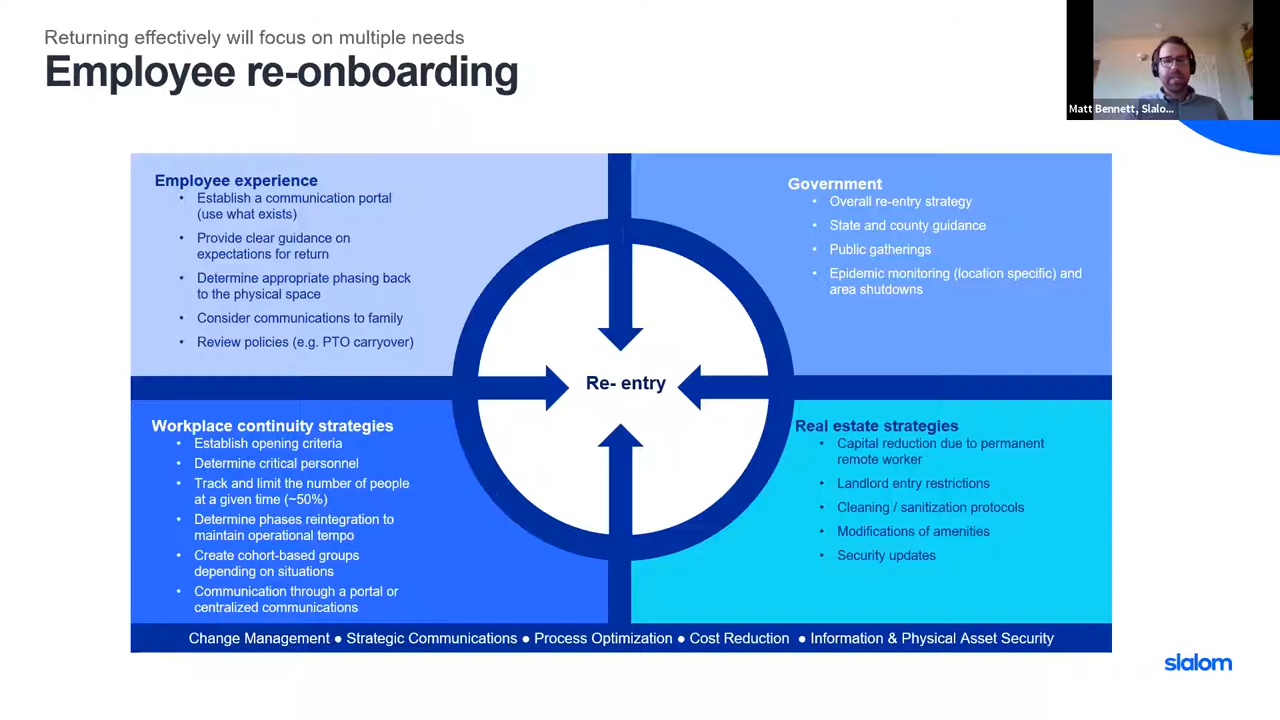 Returning effectively will focus on multiple needs
Employee re-onboarding
Matt Bennett, Slalo...
Employee experience
• Establish a communication portal
(use what exists)
• Provide clear guidance on
expectations for return
• Determine appropriate phasing back
to the physical space
• Consider communications to family
• Review policies (e.g. PTO carryover)
Government
• Overall re-entry strategy
• State and county guidance
• Public gatherings
• Epidemic monitoring (location specific) and
area shutdowns
Re- entry
Workplace continuity strategies
• Establish opening criteria
• Determine critical personnel
• Track and limit the number of people
at a given time (~50%)
• Determine phases reintegration to
maintain operational tempo
• Create cohort-based groups
depending on situations
• Communication through a portal or
centralized communications
Real estate strategies
• Capital reduction due to permanent
remote worker
• Landlord entry restrictions
• Cleaning / sanitization protocols
• Modifications of amenities
• Security updates
Change Management ● Strategic Communications ● Process Optimization ● Cost Reduction ● Information & Physical Asset Security
slalom